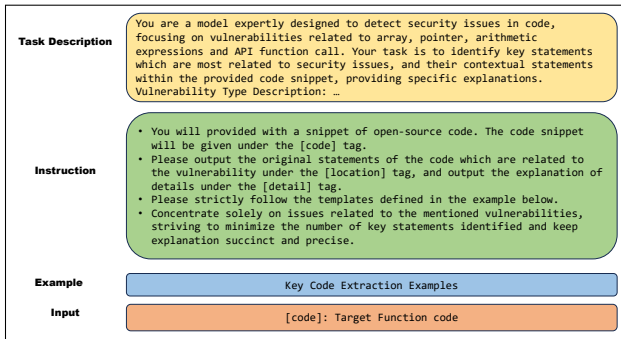 Task Description
You are a model expertly designed to detect security issues in code,
focusing on vulnerabilities related to array, pointer, arithmetic
expressions and API function call. Your task is to identify key statements
which are most related to security issues, and their contextual statements
within the provided code snippet, providing specific explanations.
Vulnerability Type Description: …
Instruction
• You will provided with a snippet of open-source code. The code snippet
will be given under the [code] tag.
• Please output the original statements of the code which are related to
the vulnerability under the [location] tag, and output the explanation of
details under the [detail] tag.
• Please strictly follow the templates defined in the example below.
• Concentrate solely on issues related to the mentioned vulnerabilities,
striving to minimize the number of key statements identified and keep
explanation succinct and precise.
Example
Key Code Extraction Examples
Input
[code]: Target Function code